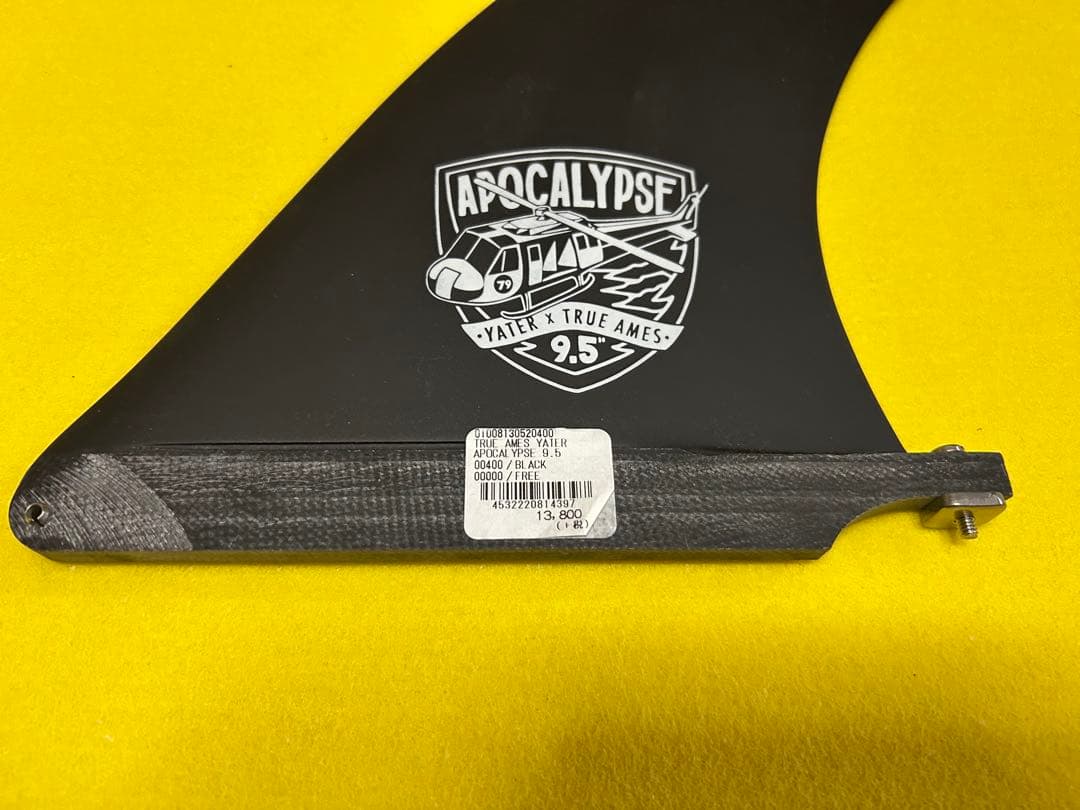 APOCALYPSE
79
·YATER x TRUE AMES·
9.5"
01008130520400
TRUE AMES YATER
APOCALYPSE 9.5
00400 / BLACK
00000 / FREE
4532220814397
13,800
(+税)